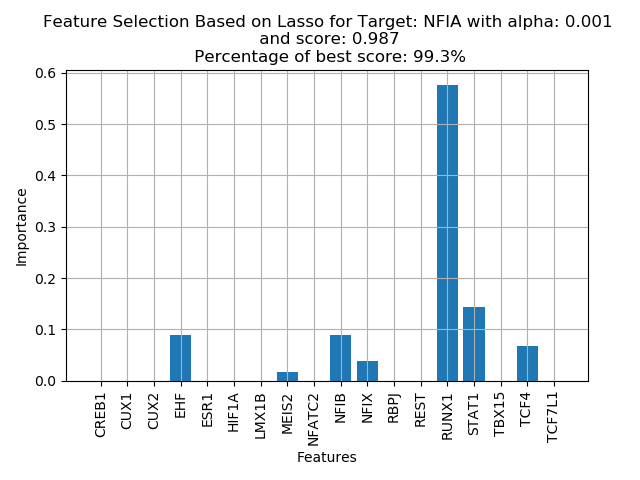 Feature Selection Based on Lasso for Target: NFIA with alpha: 0.001
and score: 0.987
Percentage of best score: 99.3%
0.6
0.5
0.4
0.3
0.2
0.1
0.0
Importance
CREB1
CUX1
CUX2
EHF
ESR1
HIF1A
LMX1B
MEIS2
NFATC2
NFIB
NFIX
RBPJ
REST
RUNX1
STAT1
TBX15
TCF4
TCF7L1
Features